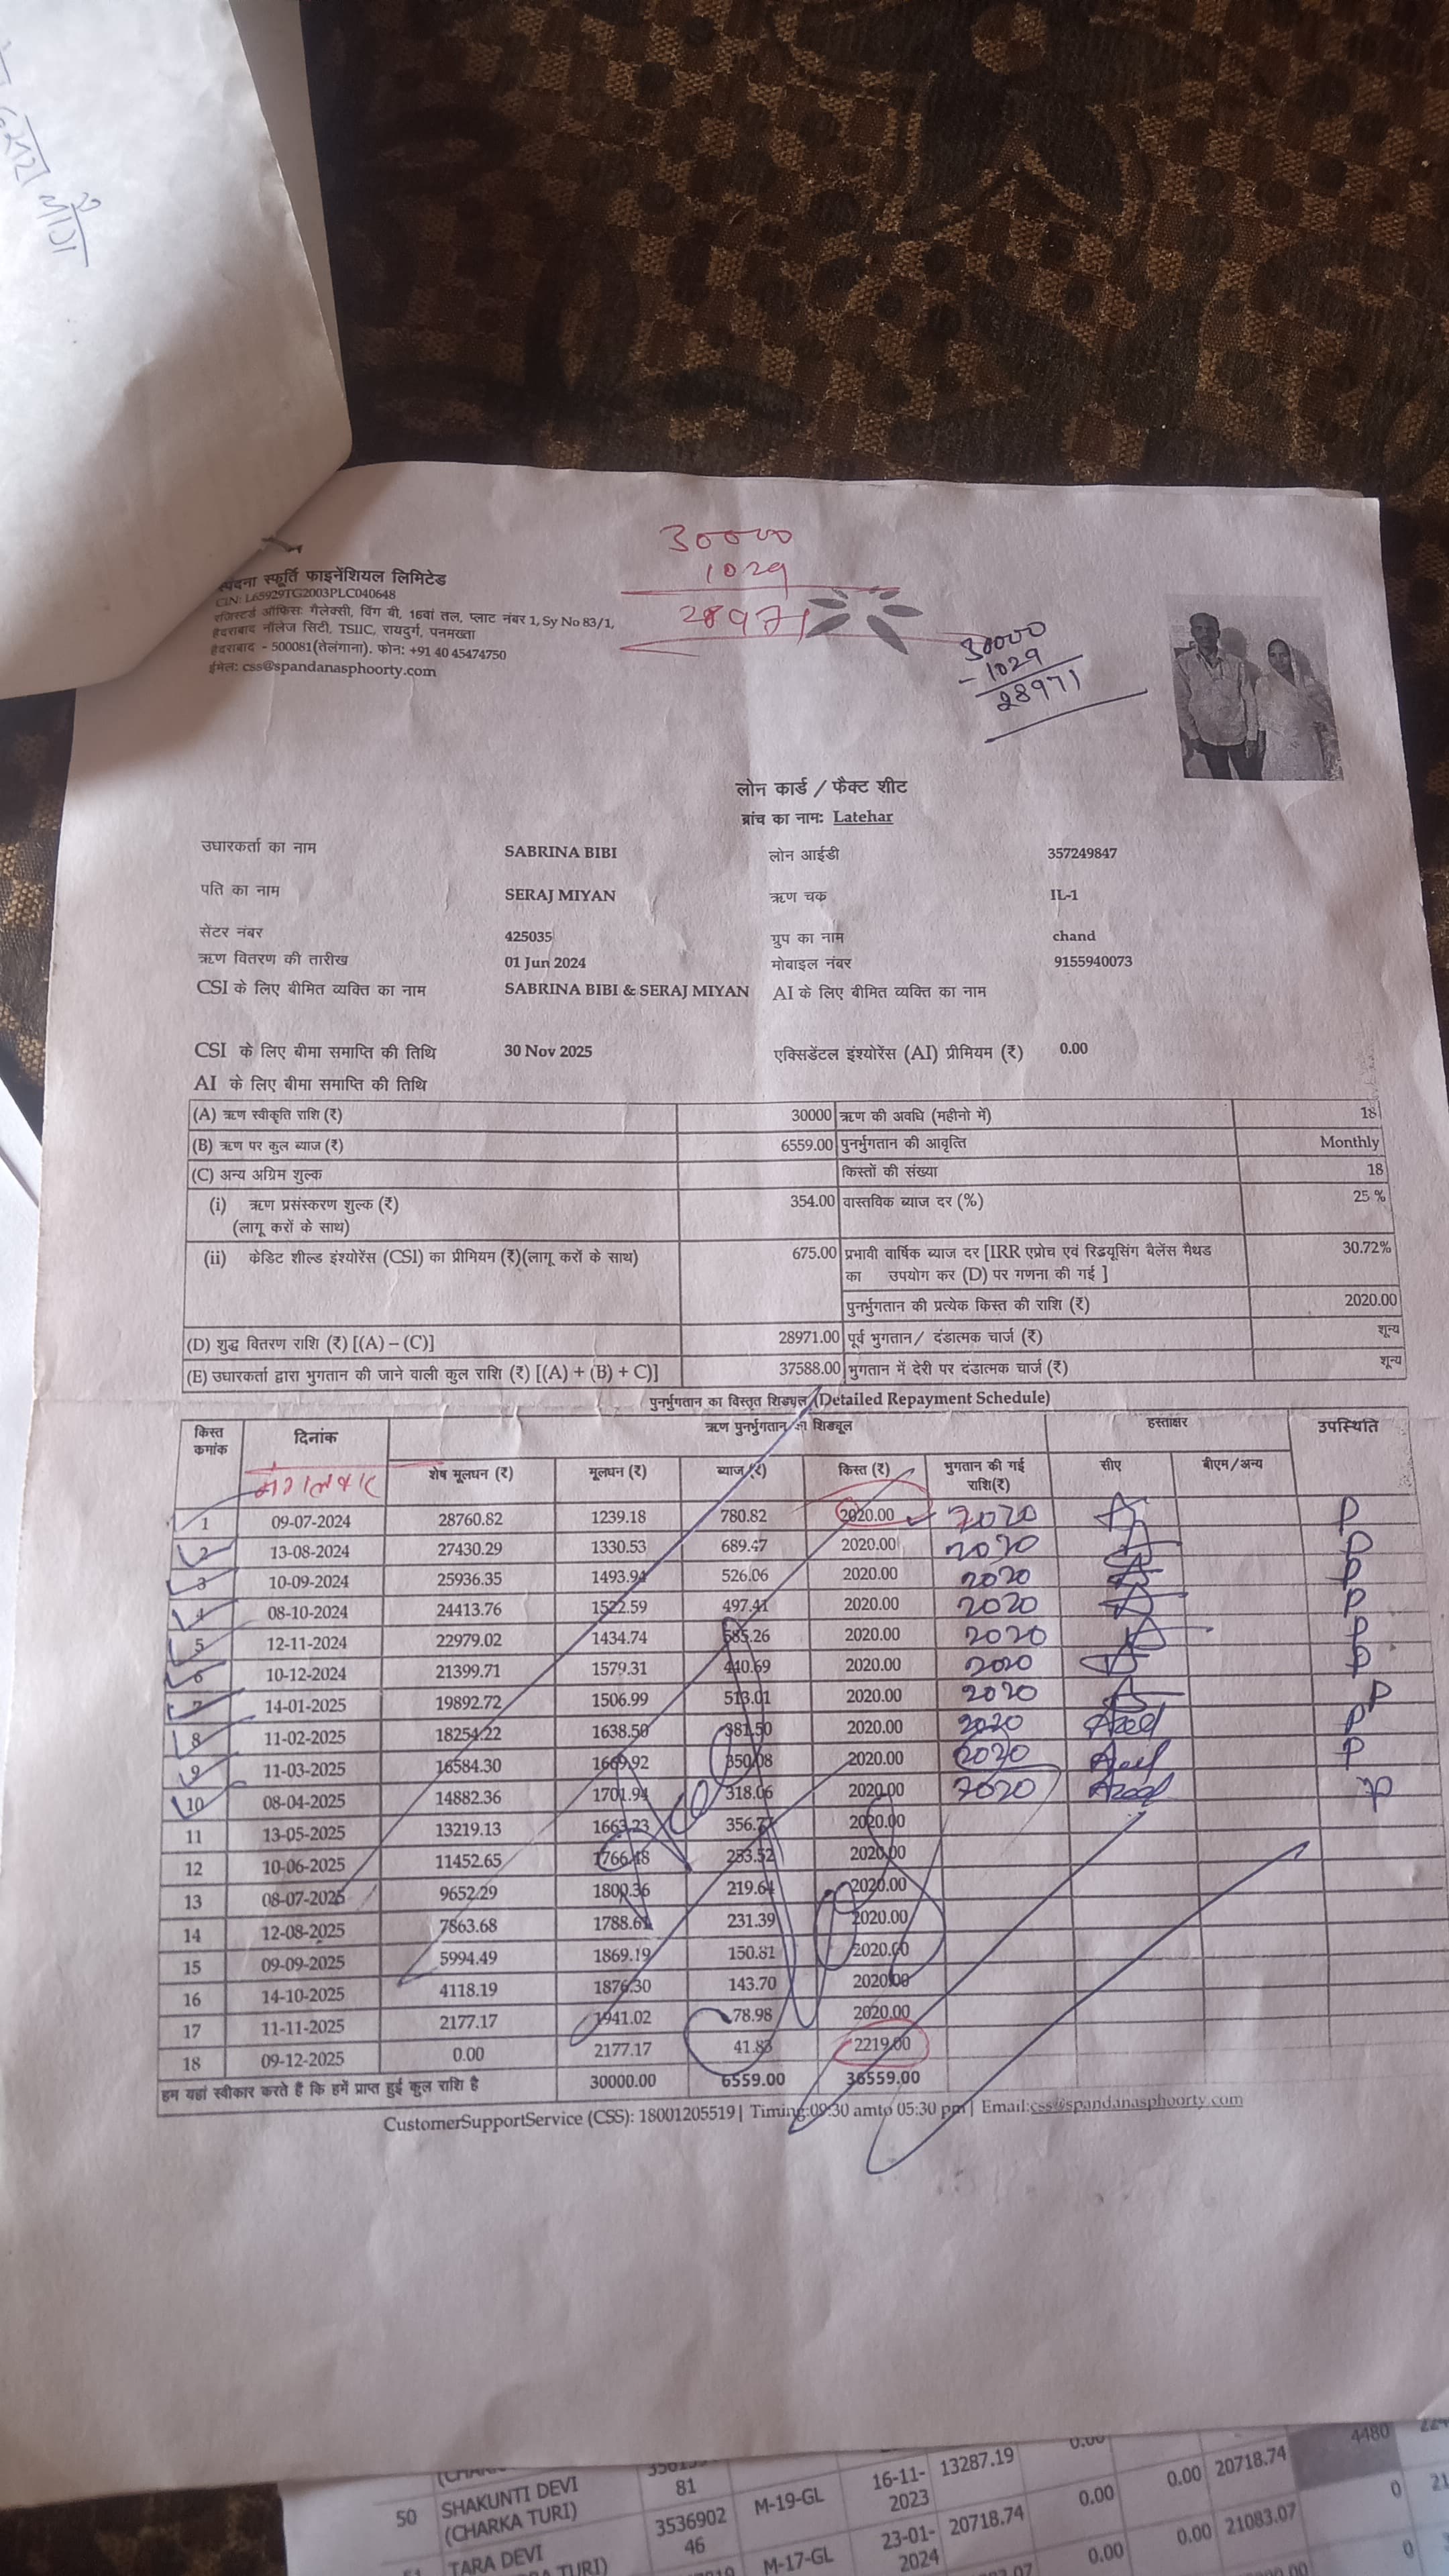 स्पंदना स्फूर्ति फाइनेंशियल लिमिटेड
CIN: L65929TG2003PLC040648
रजिस्टर्ड ऑफिस: गैलेक्सी, विंग बी, 16वां तल, प्लाट नंबर 1, Sy No 83/1,
हैदराबाद नॉलेज सिटी, TSIIC, रायदुर्ग, पनमख्ता
हैदराबाद - 500081(तेलंगाना). फोन: +91 40 45474750
ईमेल: css@spandanasphoorty.com
30000
1029
28971
30000
- 1029
28971
लोन कार्ड / फैक्ट शीट
ब्रांच का नाम: Latehar
उधारकर्ता का नाम SABRINA BIBI लोन आईडी 357249847
पति का नाम SERAJ MIYAN ऋण चक IL-1
सेंटर नंबर 425035 ग्रुप का नाम chand
ऋण वितरण की तारीख 01 Jun 2024 मोबाइल नंबर 9155940073
CSI के लिए बीमित व्यक्ति का नाम SABRINA BIBI & SERAJ MIYAN AI के लिए बीमित व्यक्ति का नाम
CSI के लिए बीमा समाप्ति की तिथि 30 Nov 2025 एक्सिडेंटल इंश्योरेंस (AI) प्रीमियम (₹) 0.00
AI के लिए बीमा समाप्ति की तिथि
(A) ऋण स्वीकृति राशि (₹) 30000 ऋण की अवधि (महीनो में) 18
(B) ऋण पर कुल ब्याज (₹) 6559.00 पुनर्भुगतान की आवृत्ति Monthly
(C) अन्य अग्रिम शुल्क किस्तों की संख्या 18
(i) ऋण प्रसंस्करण शुल्क (₹) 354.00 वास्तविक ब्याज दर (%) 25 %
(लागू करों के साथ)
(ii) केडिट शील्ड इंश्योरेंस (CSI) का प्रीमियम (₹)(लागू करों के साथ) 675.00 प्रभावी वार्षिक ब्याज दर [IRR एप्रोच एवं रिडयूसिंग बैलेंस मैथड 30.72%
का उपयोग कर (D) पर गणना की गई ]
पुनर्भुगतान की प्रत्येक किस्त की राशि (₹) 2020.00
(D) शुद्ध वितरण राशि (₹) [(A) – (C)] 28971.00 पूर्व भुगतान/ दंडात्मक चार्ज (₹) शून्य
(E) उधारकर्ता द्वारा भुगतान की जाने वाली कुल राशि (₹) [(A) + (B) + C)] 37588.00 भुगतान में देरी पर दंडात्मक चार्ज (₹) शून्य
पुनर्भुगतान का विस्तृत शिड्यूल (Detailed Repayment Schedule)
किस्त कमांक दिनांक ऋण पुनर्भुगतान का शिड्यूल हस्ताक्षर उपस्थिति
मंगलवार शेष मूलधन (₹) मूलधन (₹) ब्याज (₹) किस्त (₹) भुगतान की गई राशि(₹) सीए बीएम/अन्य
1 09-07-2024 28760.82 1239.18 780.82 2020.00 2020 P
2 13-08-2024 27430.29 1330.53 689.47 2020.00 2020 P
3 10-09-2024 25936.35 1493.94 526.06 2020.00 2020 P
4 08-10-2024 24413.76 1522.59 497.41 2020.00 2020 P
5 12-11-2024 22979.02 1434.74 585.26 2020.00 2020 P
6 10-12-2024 21399.71 1579.31 440.69 2020.00 2020 P
7 14-01-2025 19892.72 1506.99 513.01 2020.00 2020 P
8 11-02-2025 18254.22 1638.50 381.50 2020.00 2020 P
9 11-03-2025 16584.30 1669.92 350.08 2020.00 2020 P
10 08-04-2025 14882.36 1701.94 318.06 2020.00 2020 P
11 13-05-2025 13219.13 1663.23 356.77 2020.00
12 10-06-2025 11452.65 1766.48 253.52 2020.00
13 08-07-2025 9652.29 1800.36 219.64 2020.00
14 12-08-2025 7863.68 1788.61 231.39 2020.00
15 09-09-2025 5994.49 1869.19 150.81 2020.00
16 14-10-2025 4118.19 1876.30 143.70 2020.00
17 11-11-2025 2177.17 1941.02 78.98 2020.00
18 09-12-2025 0.00 2177.17 41.83 2219.00
हम यहां स्वीकार करते हैं कि हमें प्राप्त हुई कुल राशि है 30000.00 6559.00 36559.00
CustomerSupportService (CSS): 18001205519| Timing:09:30 amto 05:30 pm| Email:css@spandanasphoorty.com
50 SHAKUNTI DEVI 81 M-19-GL 16-11- 13287.19 0.00 4480
(CHARKA TURI) 2023 0.00 20718.74
TARA DEVI 3536902 23-01- 20718.74 0.00 0
TURI) 46 M-17-GL 2024 0.00 21083.07